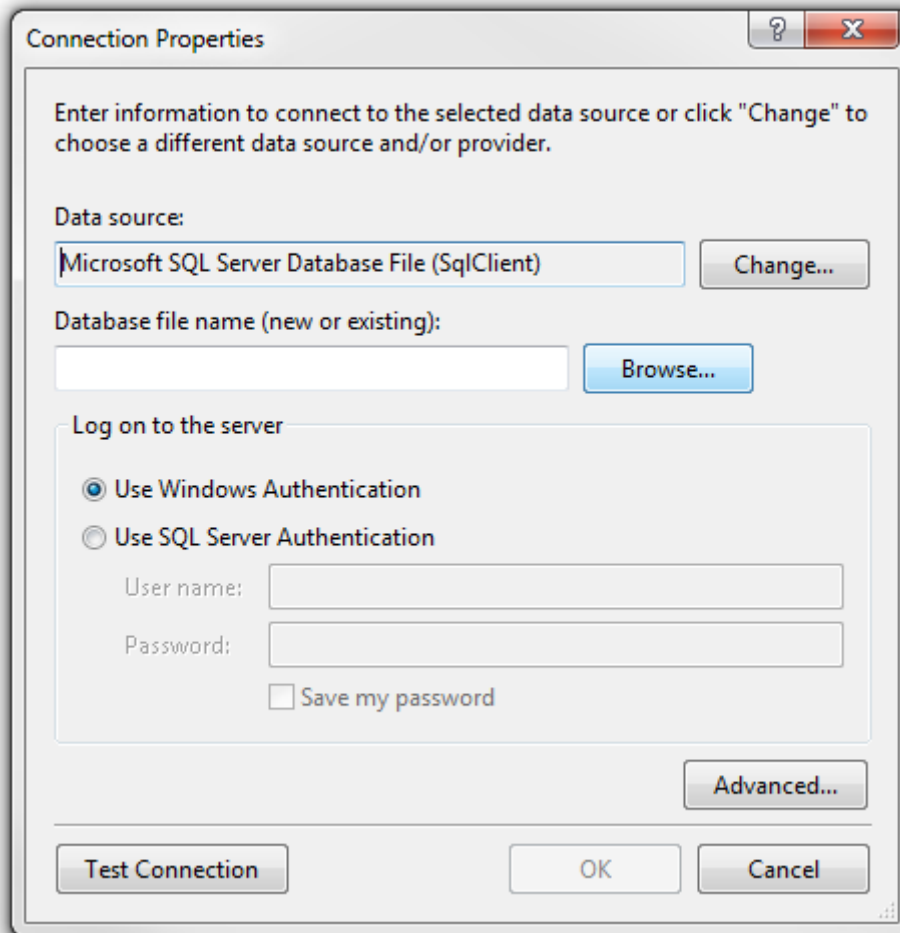 Connection Properties
Enter information to connect to the selected data source or click "Change" to
choose a different data source and/or provider.
Data source:
Microsoft SQL Server Database File (SqlClient)
Change...
Database file name (new or existing):
Browse...
Log on to the server
Use Windows Authentication
Use SQL Server Authentication
User name:
Password:
Save my password
Advanced...
Test Connection
OK
Cancel